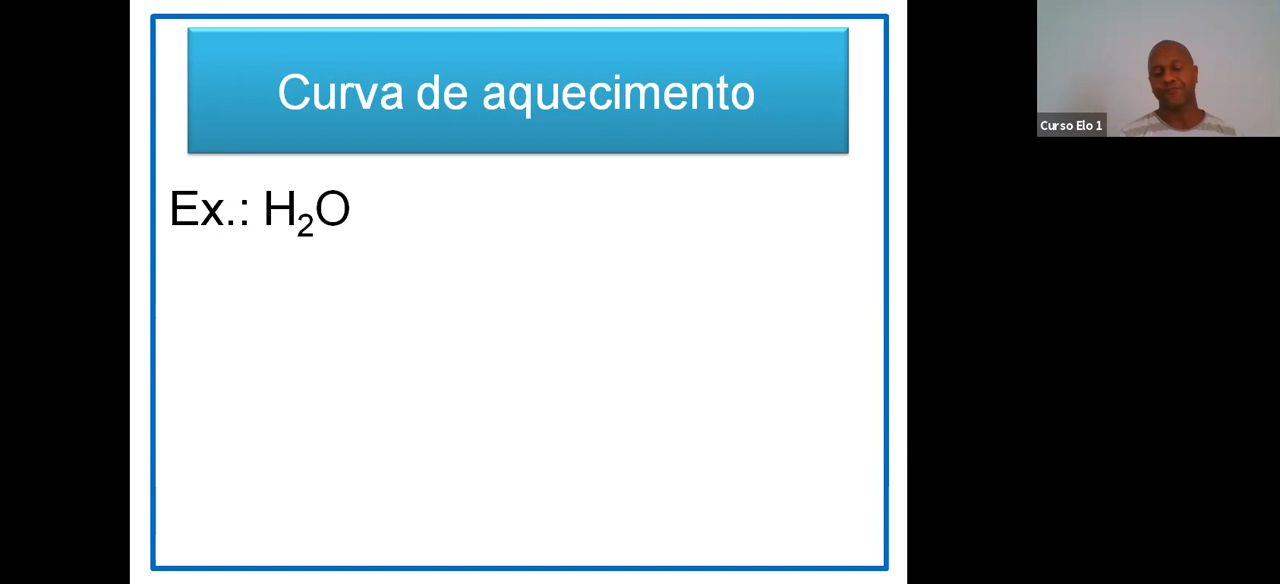 Curva de aquecimento
Ex.: H₂O
Curso Elo 1